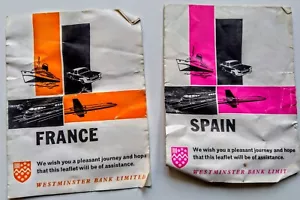 FRANCE
We wish you a pleasant journey and hope
that this leaflet will be of assistance.
WESTMINSTER BANK LIMITED
SPAIN
We wish you a pleasant journey and hope
that this leaflet will be of assistance.
WESTMINSTER BANK LIMIT